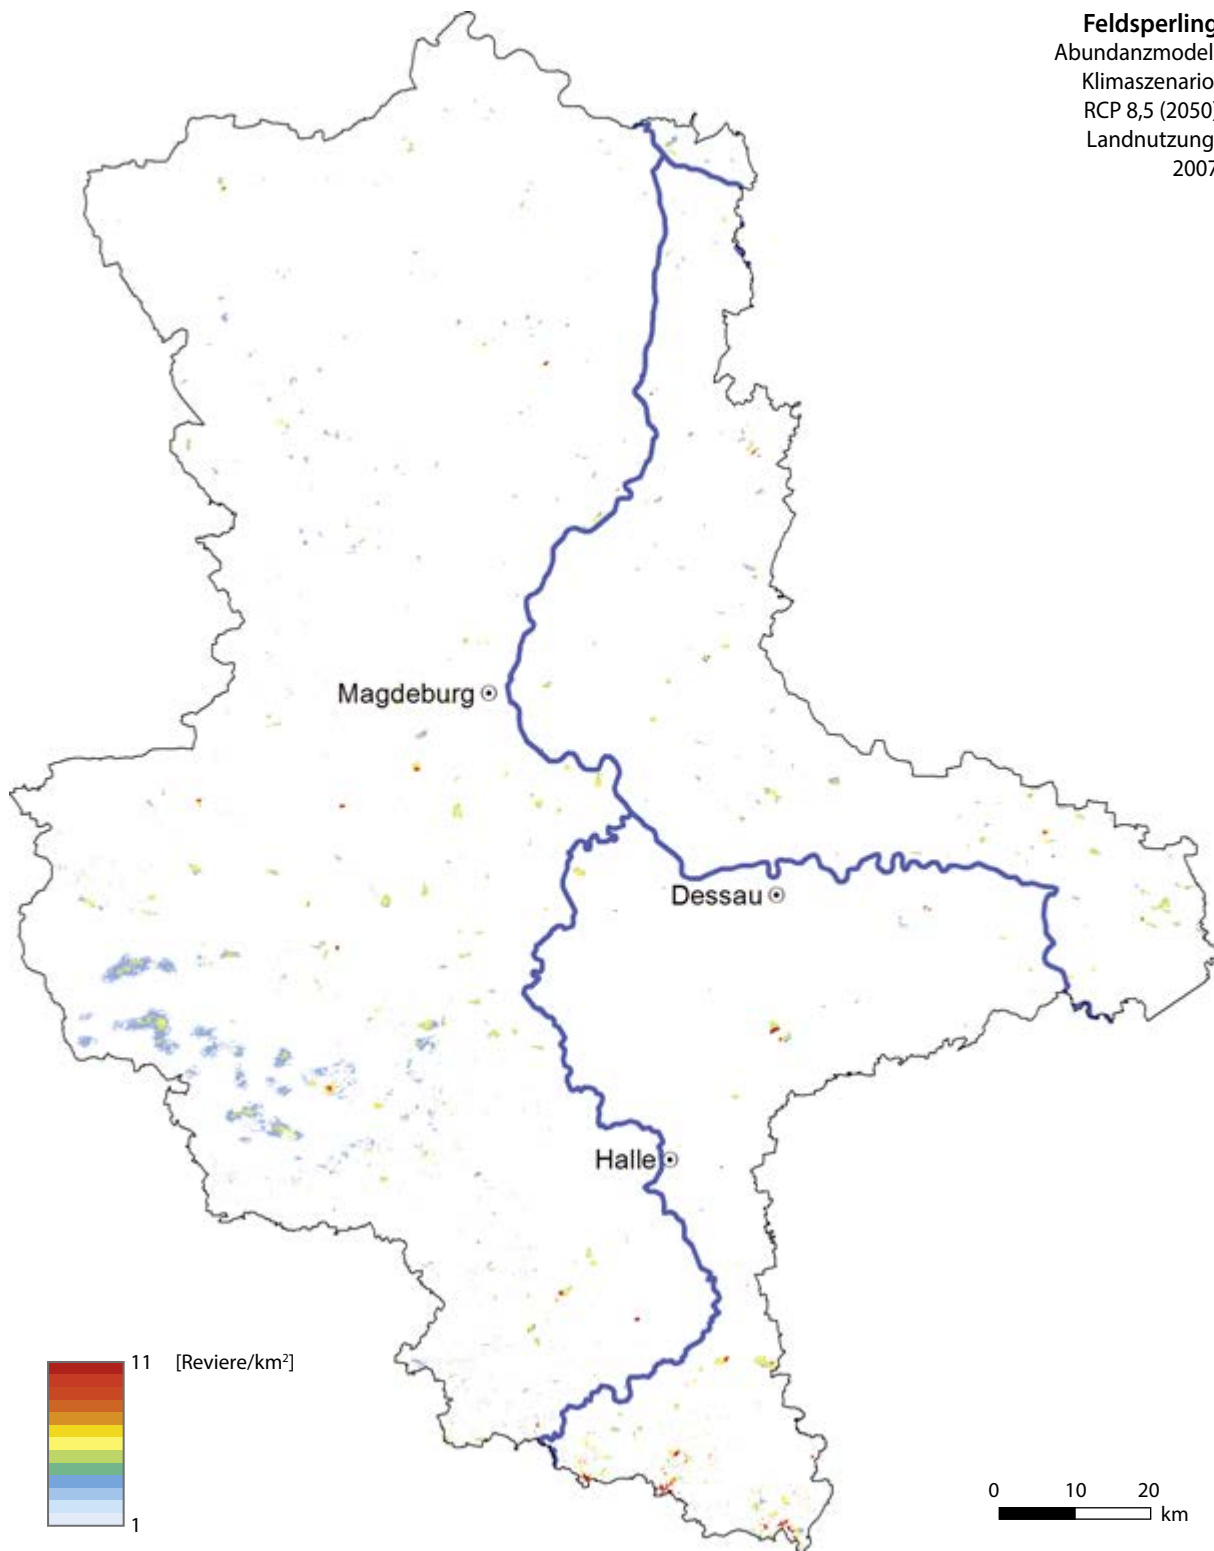 Feldsperling
Abundanzmodell
Klimaszenario
RCP 8,5 (2050)
Landnutzung
2007
Magdeburg
Dessau
Halle
11 [Reviere/km²]
1
0 10 20
km